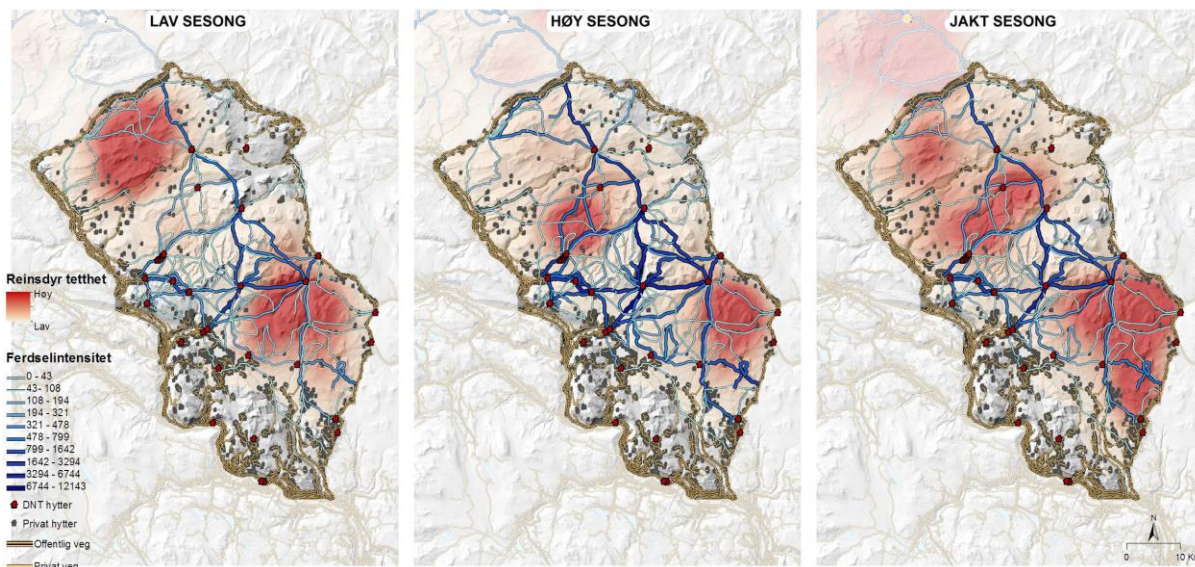 LAV SESONG
HØY SESONG
JAKT SESONG
Reinsdyr tetthet
Høy
Lav
Ferdselintensitet
0 - 43
43 - 108
108 - 194
194 - 321
321 - 478
478 - 799
799 - 1642
1642 - 3294
3294 - 6744
6744 - 12143
DNT hytter
Privat hytter
Offentlig veg
Privat veg
N
0 10